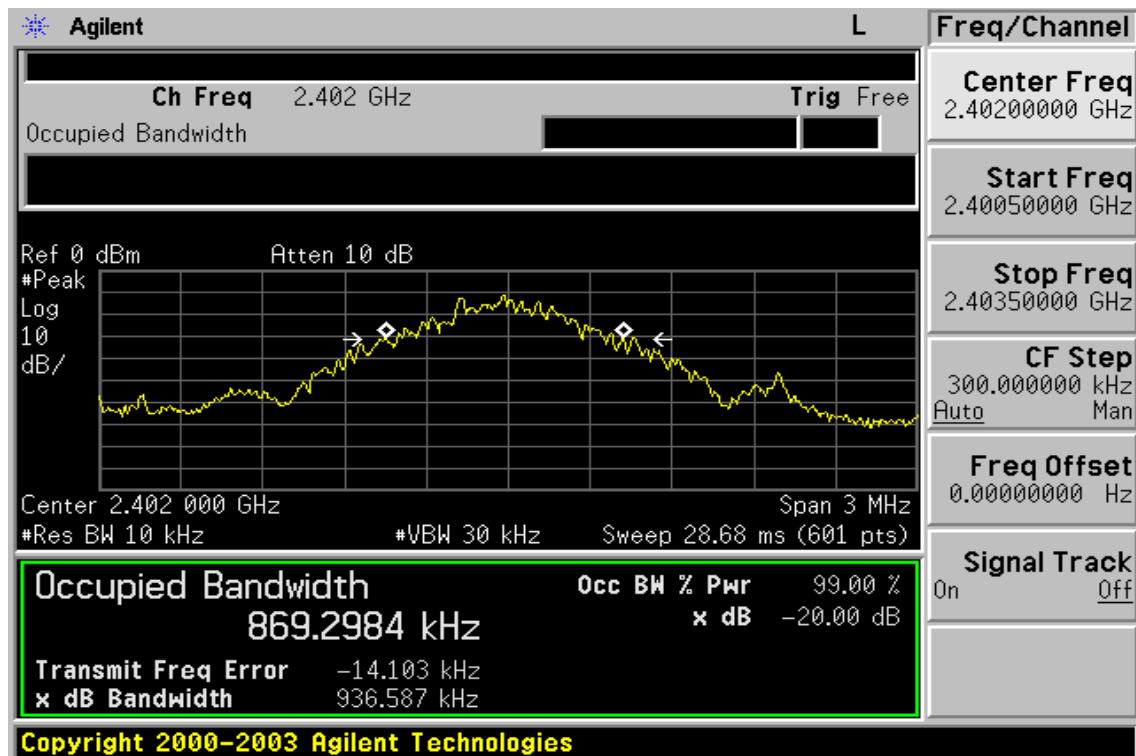 Agilent L
Freq/Channel
Ch Freq 2.402 GHz Trig Free
Occupied Bandwidth
Center Freq
2.40200000 GHz
Start Freq
2.40050000 GHz
Stop Freq
2.40350000 GHz
CF Step
300.000000 kHz
Auto Man
Freq Offset
0.00000000 Hz
Signal Track
On Off
Ref 0 dBm Atten 10 dB
#Peak
Log
10
dB/
Center 2.402 000 GHz Span 3 MHz
#Res BW 10 kHz #VBW 30 kHz Sweep 28.68 ms (601 pts)
Occupied Bandwidth Occ BW % Pwr 99.00 %
869.2984 kHz x dB -20.00 dB
Transmit Freq Error -14.103 kHz
x dB Bandwidth 936.587 kHz
Copyright 2000-2003 Agilent Technologies